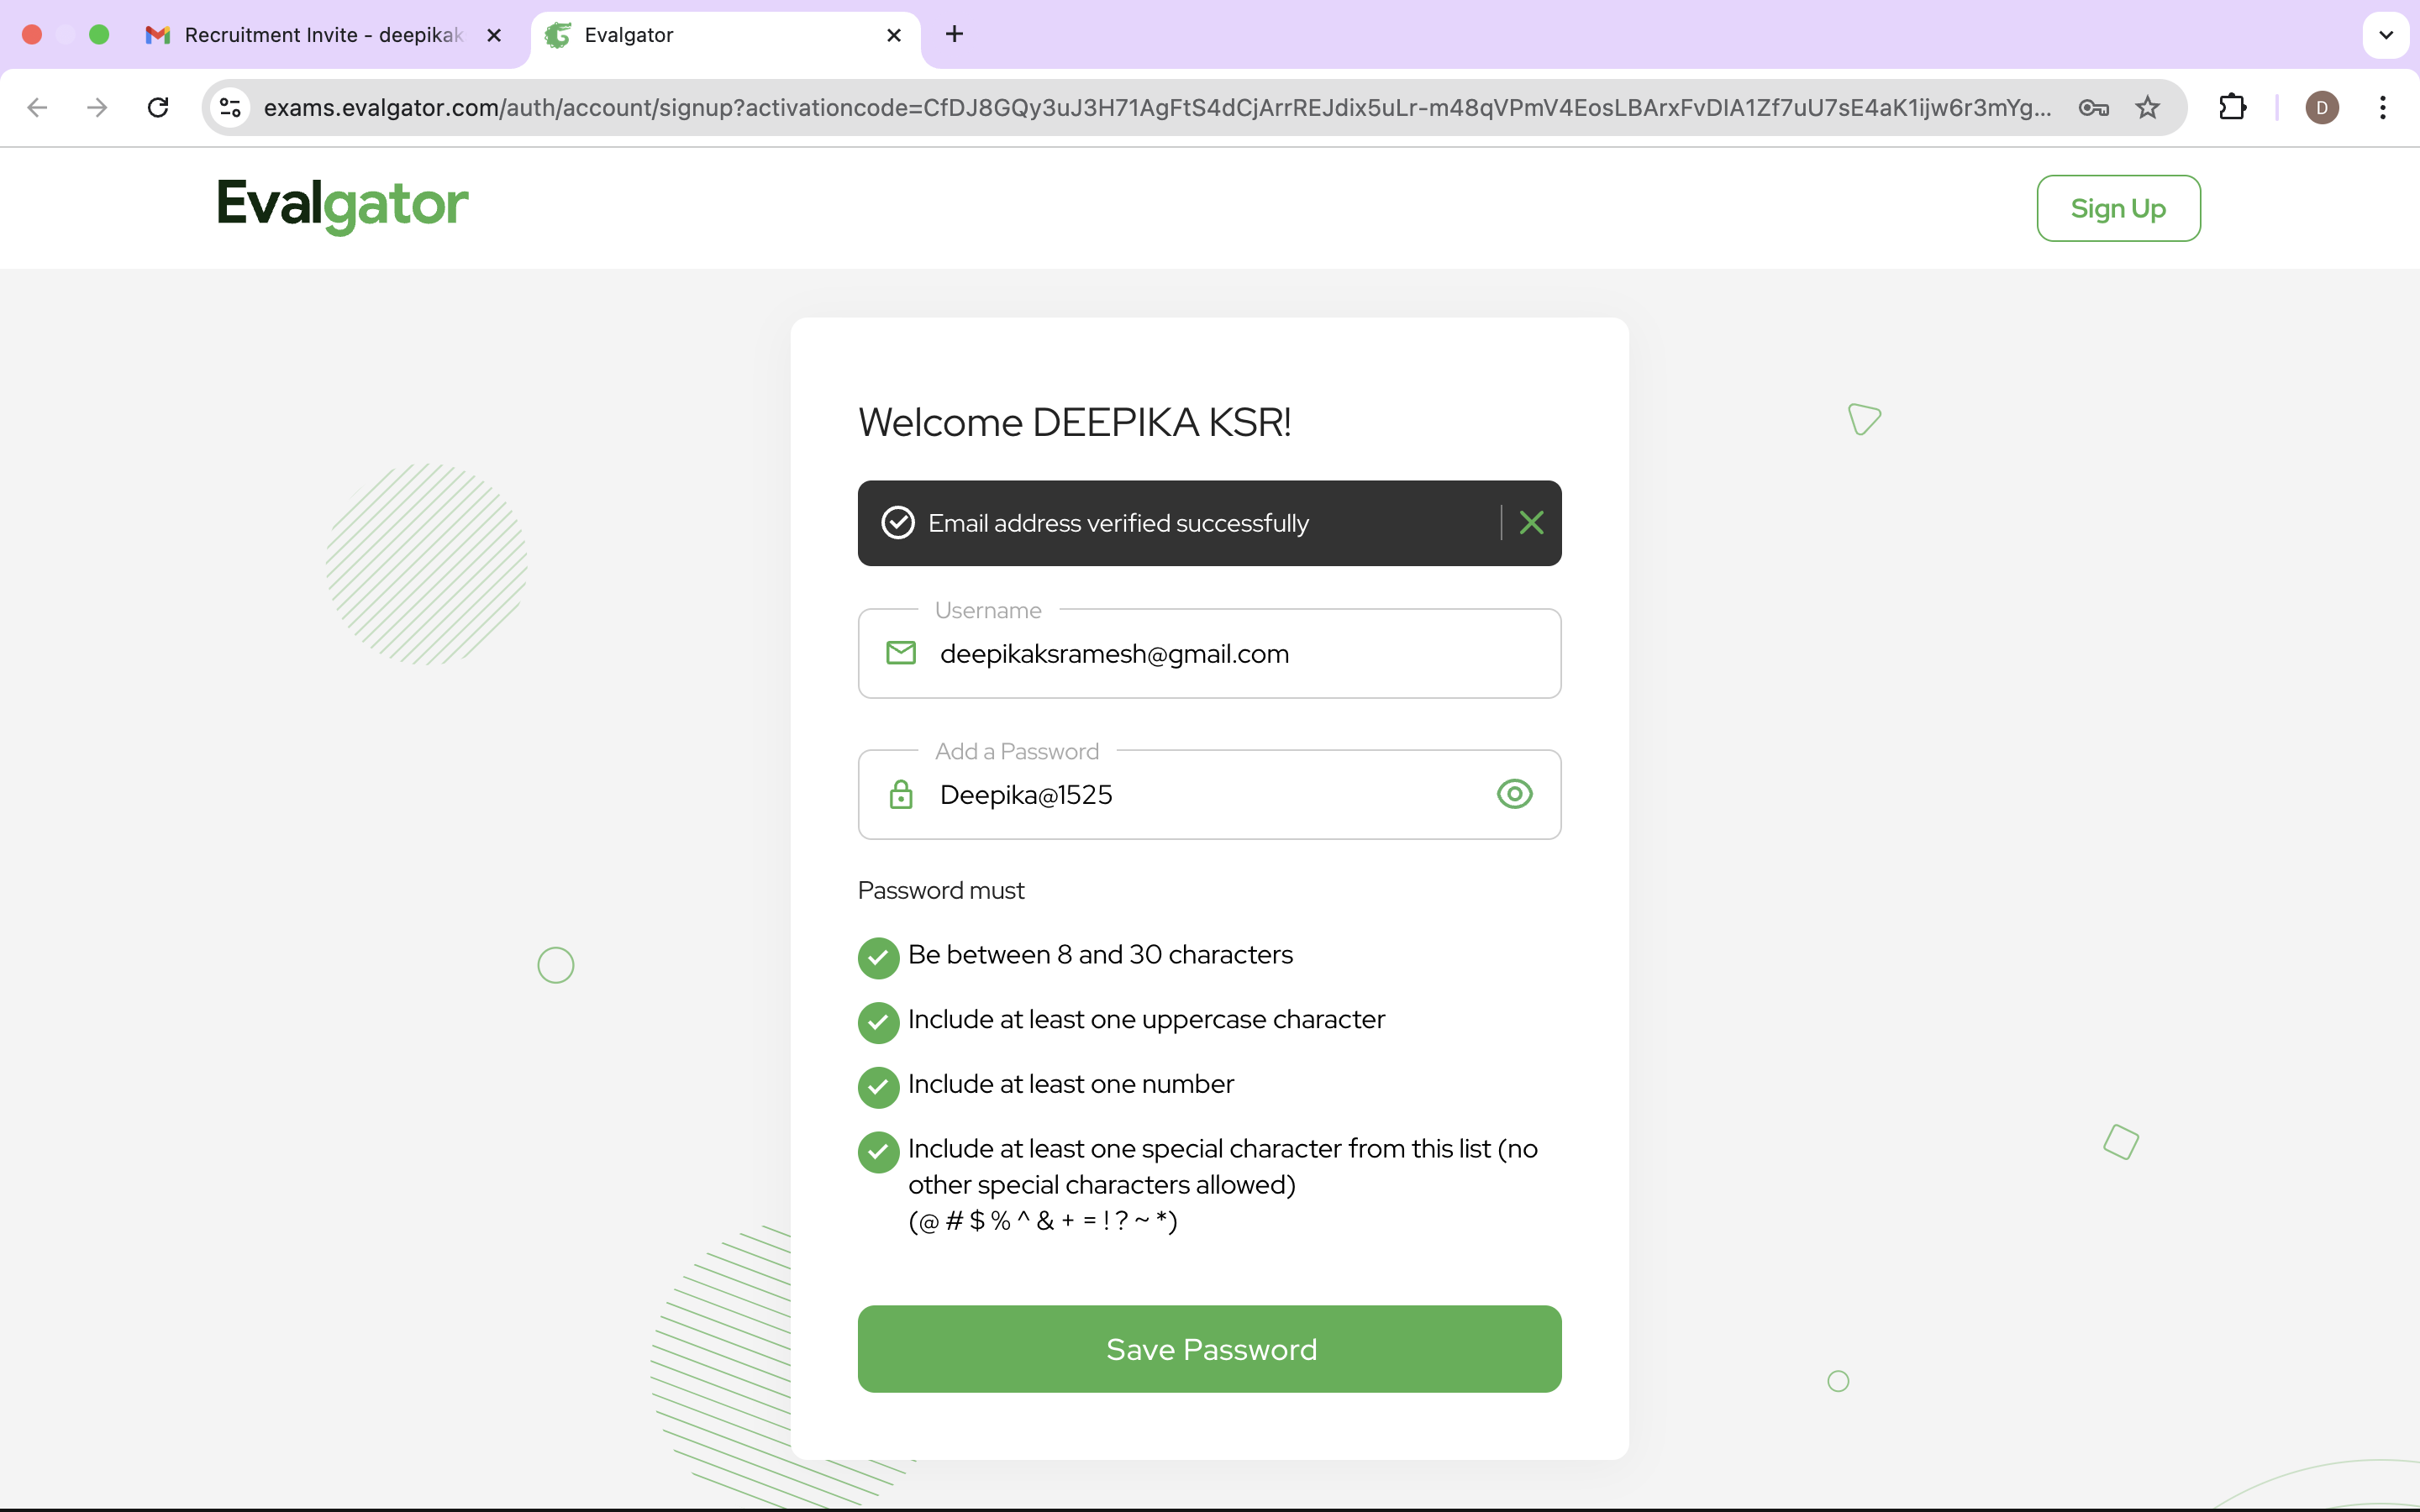 Recruitment Invite - deepikak
Evalgator
exams.evalgator.com/auth/account/signup?activationcode=CfDJ8GQy3uJ3H71AgFtS4dCjArrREJdix5uLr-m48qVPmV4EosLBArxFvDIA1Zf7uU7sE4aK1ijw6r3mYg...
D
Evalgator
Sign Up
Welcome DEEPIKA KSR!
Email address verified successfully
Username
deepikaksramesh@gmail.com
Add a Password
Deepika@1525
Password must
Be between 8 and 30 characters
Include at least one uppercase character
Include at least one number
Include at least one special character from this list (no
other special characters allowed)
(@ # $ % ^ & + = ! ? ~ *)
Save Password